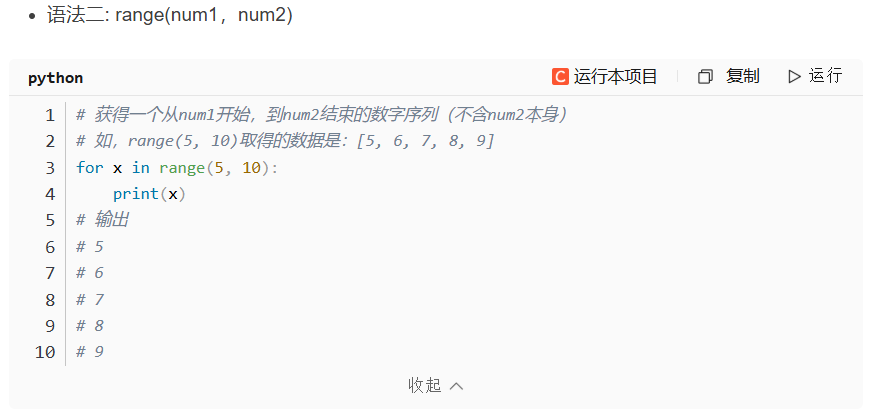 • 语法二: range(num1，num2)
python
C 运行本项目 复制 运行
1 # 获得一个从num1开始，到num2结束的数字序列（不含num2本身）
2 # 如，range(5, 10)取得的数据是：[5, 6, 7, 8, 9]
3 for x in range(5, 10):
4     print(x)
5 # 输出
6 # 5
7 # 6
8 # 7
9 # 8
10 # 9
收起